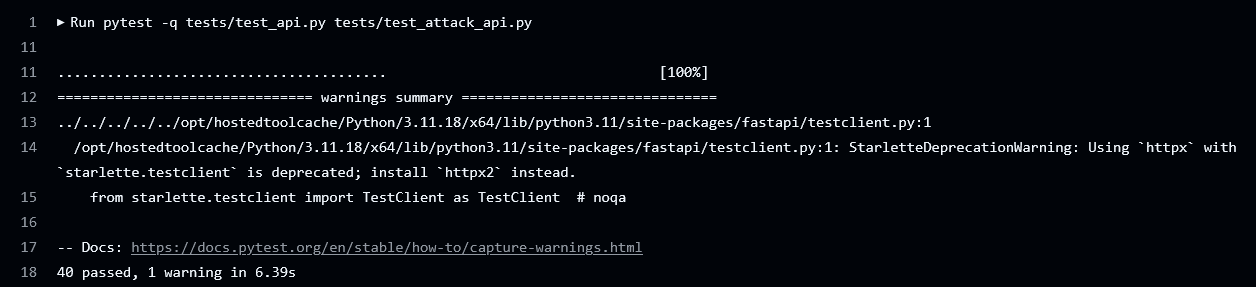 1 ▶ Run pytest -q tests/test_api.py tests/test_attack_api.py
11
11 ........................................ [100%]
12 =============================== warnings summary ===============================
13 ../../../../../opt/hostedtoolcache/Python/3.11.18/x64/lib/python3.11/site-packages/fastapi/testclient.py:1
14 /opt/hostedtoolcache/Python/3.11.18/x64/lib/python3.11/site-packages/fastapi/testclient.py:1: StarletteDeprecationWarning: Using `httpx` with
`starlette.testclient` is deprecated; install `httpx2` instead.
15 from starlette.testclient import TestClient as TestClient # noqa
16
17 -- Docs: https://docs.pytest.org/en/stable/how-to/capture-warnings.html
18 40 passed, 1 warning in 6.39s